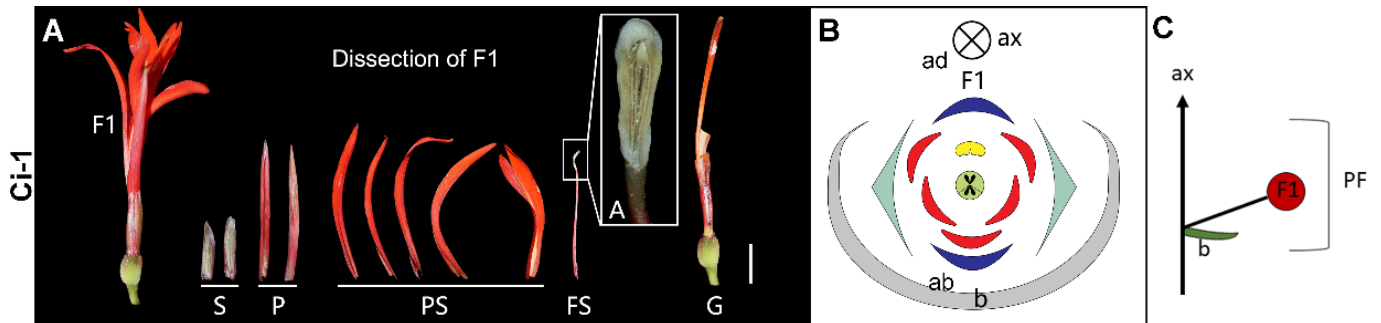 A
Ci-1
F1
Dissection of F1
A
S
P
PS
FS
G
B
ax
ad
F1
ab
b
C
ax
F1
PF
b